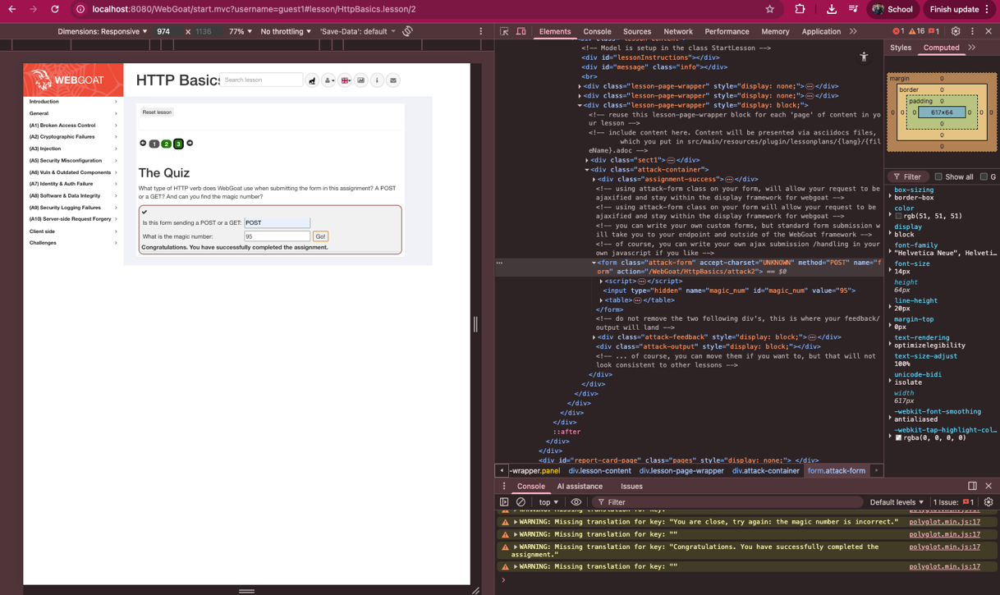 localhost:8080/WebGoat/start.mvc?username=guest1#lesson/HttpBasics.lesson/2
School
Finish update
Dimensions: Responsive
974
x
1136
77%
No throttling
'Save-Data': default
Elements
Console
Sources
Network
Performance
Memory
Application
1
16
1
WEBGOAT
HTTP Basics
Search lesson
Introduction
General
(A1) Broken Access Control
(A2) Cryptographic Failures
(A3) Injection
(A5) Security Misconfiguration
(A6) Vuln & Outdated Components
(A7) Identity & Auth Failure
(A8) Software & Data Integrity
(A9) Security Logging Failures
(A10) Server-side Request Forgery
Client side
Challenges
Reset lesson
1
2
3
The Quiz
What type of HTTP verb does WebGoat use when submitting the form in this assignment? A POST
or a GET? And can you find the magic number?
Is this form sending a POST or a GET: POST
What is the magic number: 95 Go!
Congratulations. You have successfully completed the assignment.
<!-- Model is setup in the class StartLesson -->
<div id="lessonInstructions"></div>
<div id="message" class="info"></div>
<br>
<div class="lesson-page-wrapper" style="display: none;">…</div>
<div class="lesson-page-wrapper" style="display: none;">…</div>
<div class="lesson-page-wrapper" style="display: block;">
<!-- reuse this lesson-page-wrapper block for each 'page' of content in yo
ur lesson -->
<!-- include content here. Content will be presented via asciidocs files,
which you put in src/main/resources/plugin/lessonplans/{lang}/{fil
eName}.adoc -->
<div class="sect1">…</div>
<div class="attack-container">
<div class="assignment-success">…</div>
<!-- using attack-form class on your form, will allow your request to be
ajaxified and stay within the display framework for webgoat -->
<!-- using attack-form class on your form will allow your request to be
ajaxified and stay within the display framework for webgoat -->
<!-- you can write your own custom forms, but standard form submission w
ill take you to your endpoint and outside of the WebGoat framework -->
<!-- of course, you can write your own ajax submission /handling in your
own javascript if you like -->
<form class="attack-form" accept-charset="UNKNOWN" method="POST" name="f
orm" action="/WebGoat/HttpBasics/attack2"> == $0
<script>…</script>
<input type="hidden" name="magic_num" id="magic_num" value="95">
<table>…</table>
</form>
<!-- do not remove the two following div's, this is where your feedback/
output will land -->
<div class="attack-feedback" style="display: block;">…</div>
<div class="attack-output" style="display: block;"></div>
<!-- ... of course, you can move them if you want to, but that will not
look consistent to other lessons -->
</div>
</div>
</div>
</div>
</div>
</div>
::after
</div>
</div>
<div id="report-card-page" class="pages" style="display: none;"> </div>
-wrapper.panel
div.lesson-content
div.lesson-page-wrapper
div.attack-container
form.attack-form
Styles
Computed
margin
0
border
0
padding
0
0
0
0
617×64
0
0
0
0
0
0
Filter
Show all
G
box-sizing
border-box
color
rgb(51, 51, 51)
display
block
font-family
"Helvetica Neue", Helveti...
font-size
14px
height
64px
line-height
20px
margin-top
0px
text-rendering
optimizelegibility
text-size-adjust
100%
unicode-bidi
isolate
width
617px
-webkit-font-smoothing
antialiased
-webkit-tap-highlight-col...
rgba(0, 0, 0, 0)
Console
AI assistance
Issues
top
Filter
Default levels
1 Issue:
1
WARNING: Missing translation for key: "You are close, try again: the magic number is incorrect."
polyglot.min.js:17
WARNING: Missing translation for key: ""
polyglot.min.js:17
WARNING: Missing translation for key: "Congratulations. You have successfully completed the
assignment."
polyglot.min.js:17
WARNING: Missing translation for key: ""
polyglot.min.js:17